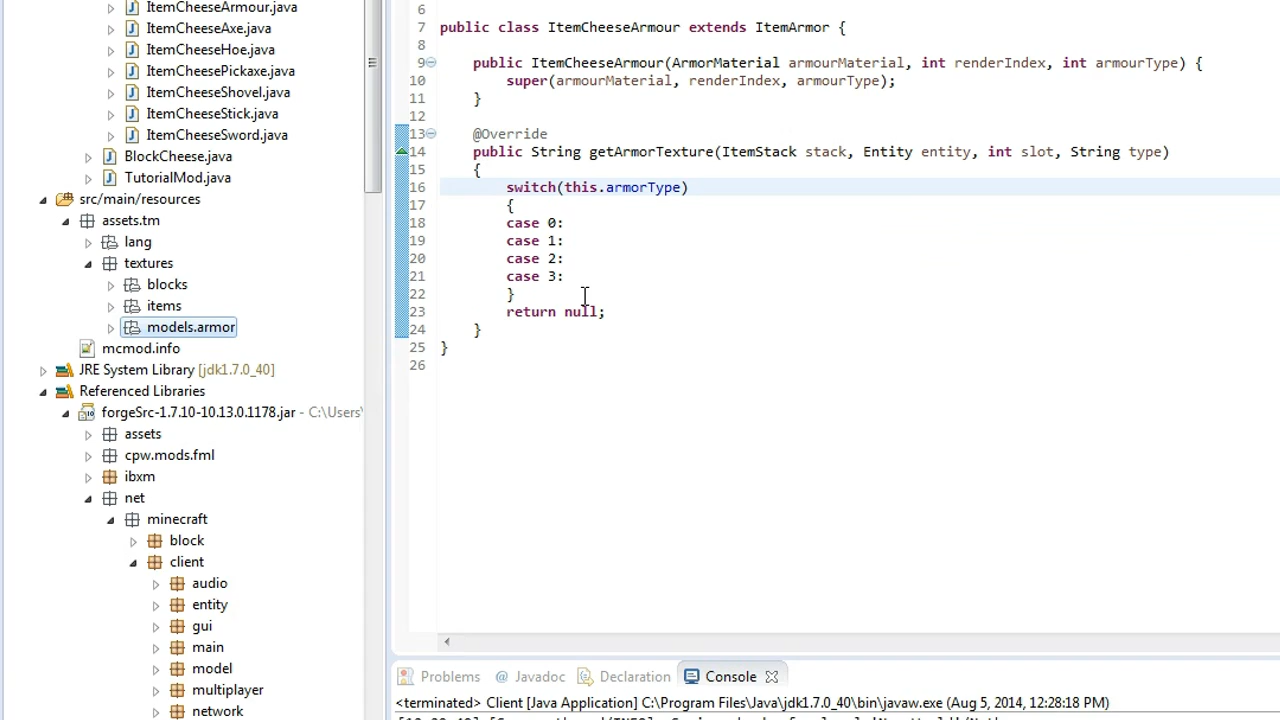 ItemCheeseArmour.java
ItemCheeseAxe.java
ItemCheeseHoe.java
ItemCheesePickaxe.java
ItemCheeseShovel.java
ItemCheeseStick.java
ItemCheeseSword.java
BlockCheese.java
TutorialMod.java
src/main/resources
assets.tm
lang
textures
blocks
items
models.armor
mcmod.info
JRE System Library [jdk1.7.0_40]
Referenced Libraries
forgeSrc-1.7.10-10.13.0.1178.jar - C:\Users\
assets
cpw.mods.fml
ibxm
net
minecraft
block
client
audio
entity
gui
main
model
multiplayer
network
6
7 public class ItemCheeseArmour extends ItemArmor {
8
9 public ItemCheeseArmour(ArmorMaterial armourMaterial, int renderIndex, int armourType) {
10 super(armourMaterial, renderIndex, armourType);
11 }
12
13 @Override
14 public String getArmorTexture(ItemStack stack, Entity entity, int slot, String type)
15 {
16 switch(this.armorType)
17 {
18 case 0:
19 case 1:
20 case 2:
21 case 3:
22 }
23 return null;
24 }
25 }
26
Problems @ Javadoc Declaration Console
<terminated> Client [Java Application] C:\Program Files\Java\jdk1.7.0_40\bin\javaw.exe (Aug 5, 2014, 12:28:18 PM)